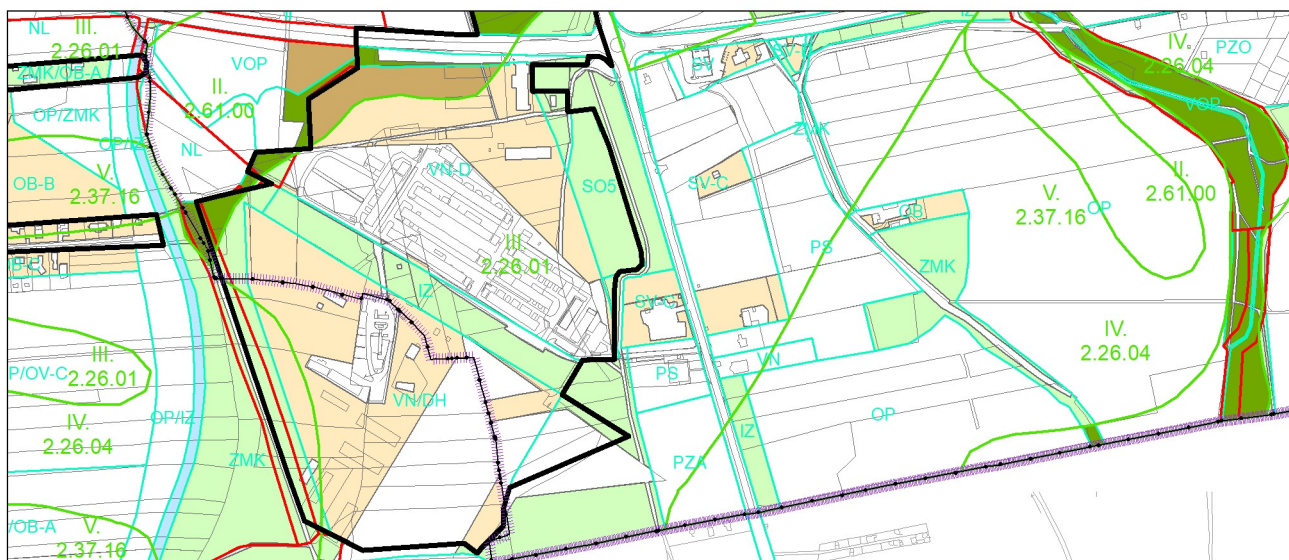 NL
III.
2.26.01
ZMK/OB-A
OP/ZMK
VOP
II.
2.61.00
NL
OB-B
V.
2.37.16
VN-D
III.
2.26.01
SO5
IZ
SV
ZMK
SV-C
OB
PS
ZMK
V.
2.37.16
OP
IV.
2.26.04
PZO
VOP
II.
2.61.00
IV.
2.26.04
III.
2.26.01
P/OV-C
IV.
2.26.04
OP/IZ
ZMK
VN/DH
PS
VN
IZ
OP
PZA
/OB-A
V.
2.37.16